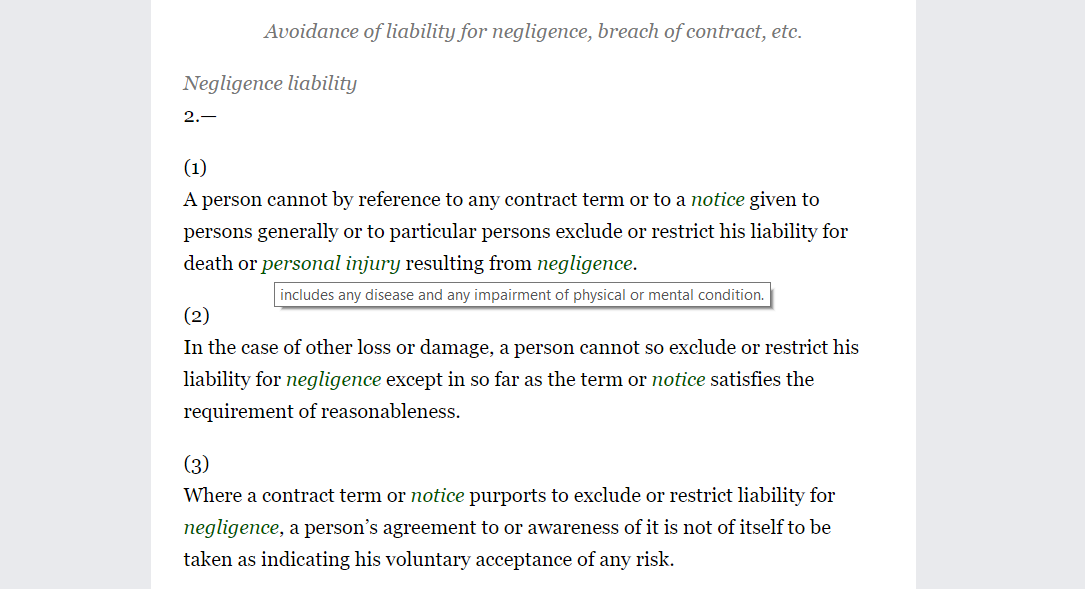 Avoidance of liability for negligence, breach of contract, etc.
Negligence liability
2.—
(1)
A person cannot by reference to any contract term or to a notice given to
persons generally or to particular persons exclude or restrict his liability for
death or personal injury resulting from negligence.
includes any disease and any impairment of physical or mental condition.
(2)
In the case of other loss or damage, a person cannot so exclude or restrict his
liability for negligence except in so far as the term or notice satisfies the
requirement of reasonableness.
(3)
Where a contract term or notice purports to exclude or restrict liability for
negligence, a person’s agreement to or awareness of it is not of itself to be
taken as indicating his voluntary acceptance of any risk.